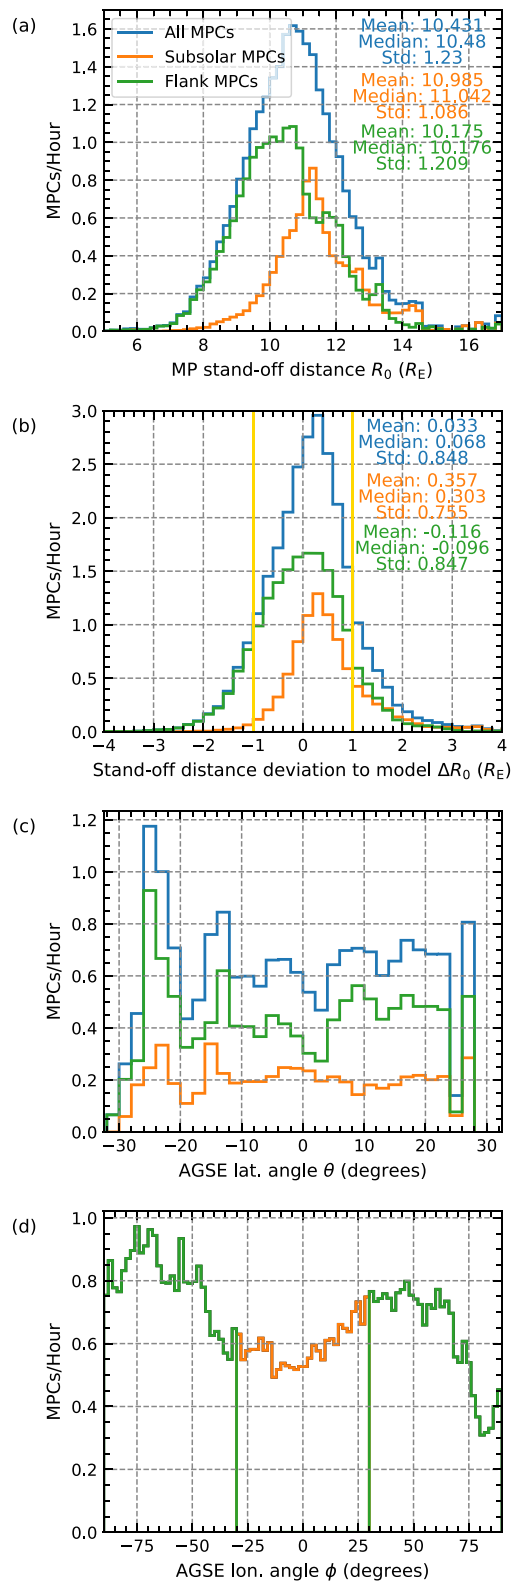 (a)
All MPCs
Subsolar MPCs
Flank MPCs
Mean: 10.431
Median: 10.48
Std: 1.23
Mean: 10.985
Median: 11.042
Std: 1.086
Mean: 10.175
Median: 10.176
Std: 1.209
MPCs/Hour
1.6
1.4
1.2
1.0
0.8
0.6
0.4
0.2
0.0
6 8 10 12 14 16
MP stand-off distance R₀ (R_E)
(b)
Mean: 0.033
Median: 0.068
Std: 0.848
Mean: 0.357
Median: 0.303
Std: 0.755
Mean: -0.116
Median: -0.096
Std: 0.847
MPCs/Hour
3.0
2.5
2.0
1.5
1.0
0.5
0.0
−4 −3 −2 −1 0 1 2 3 4
Stand-off distance deviation to model ΔR₀ (R_E)
(c)
MPCs/Hour
1.2
1.0
0.8
0.6
0.4
0.2
0.0
−30 −20 −10 0 10 20 30
AGSE lat. angle θ (degrees)
(d)
MPCs/Hour
1.0
0.8
0.6
0.4
0.2
0.0
−75 −50 −25 0 25 50 75
AGSE lon. angle ϕ (degrees)